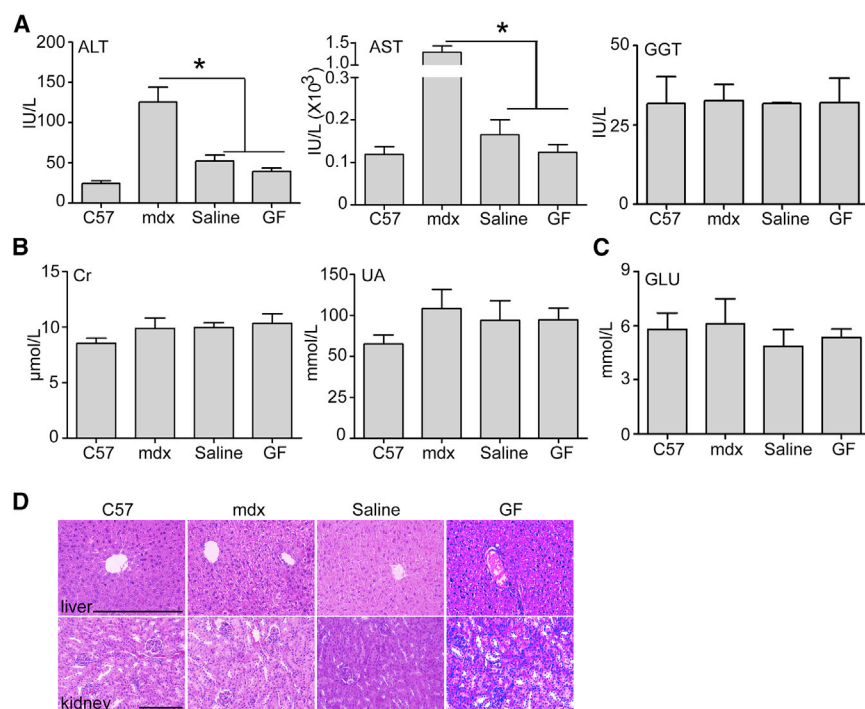 A
ALT
IU/L
200
150
100
50
0
*
C57 mdx Saline GF
AST
IU/L (X10³)
1.5
1.0
0.3
0.2
0.1
0
*
C57 mdx Saline GF
GGT
IU/L
50
25
0
C57 mdx Saline GF
B
Cr
μmol/L
15
10
5
0
C57 mdx Saline GF
UA
mmol/L
150
100
50
100
0
C57 mdx Saline GF
C
GLU
mmol/L
9
6
3
0
C57 mdx Saline GF
D
C57 mdx Saline GF
liver
kidney